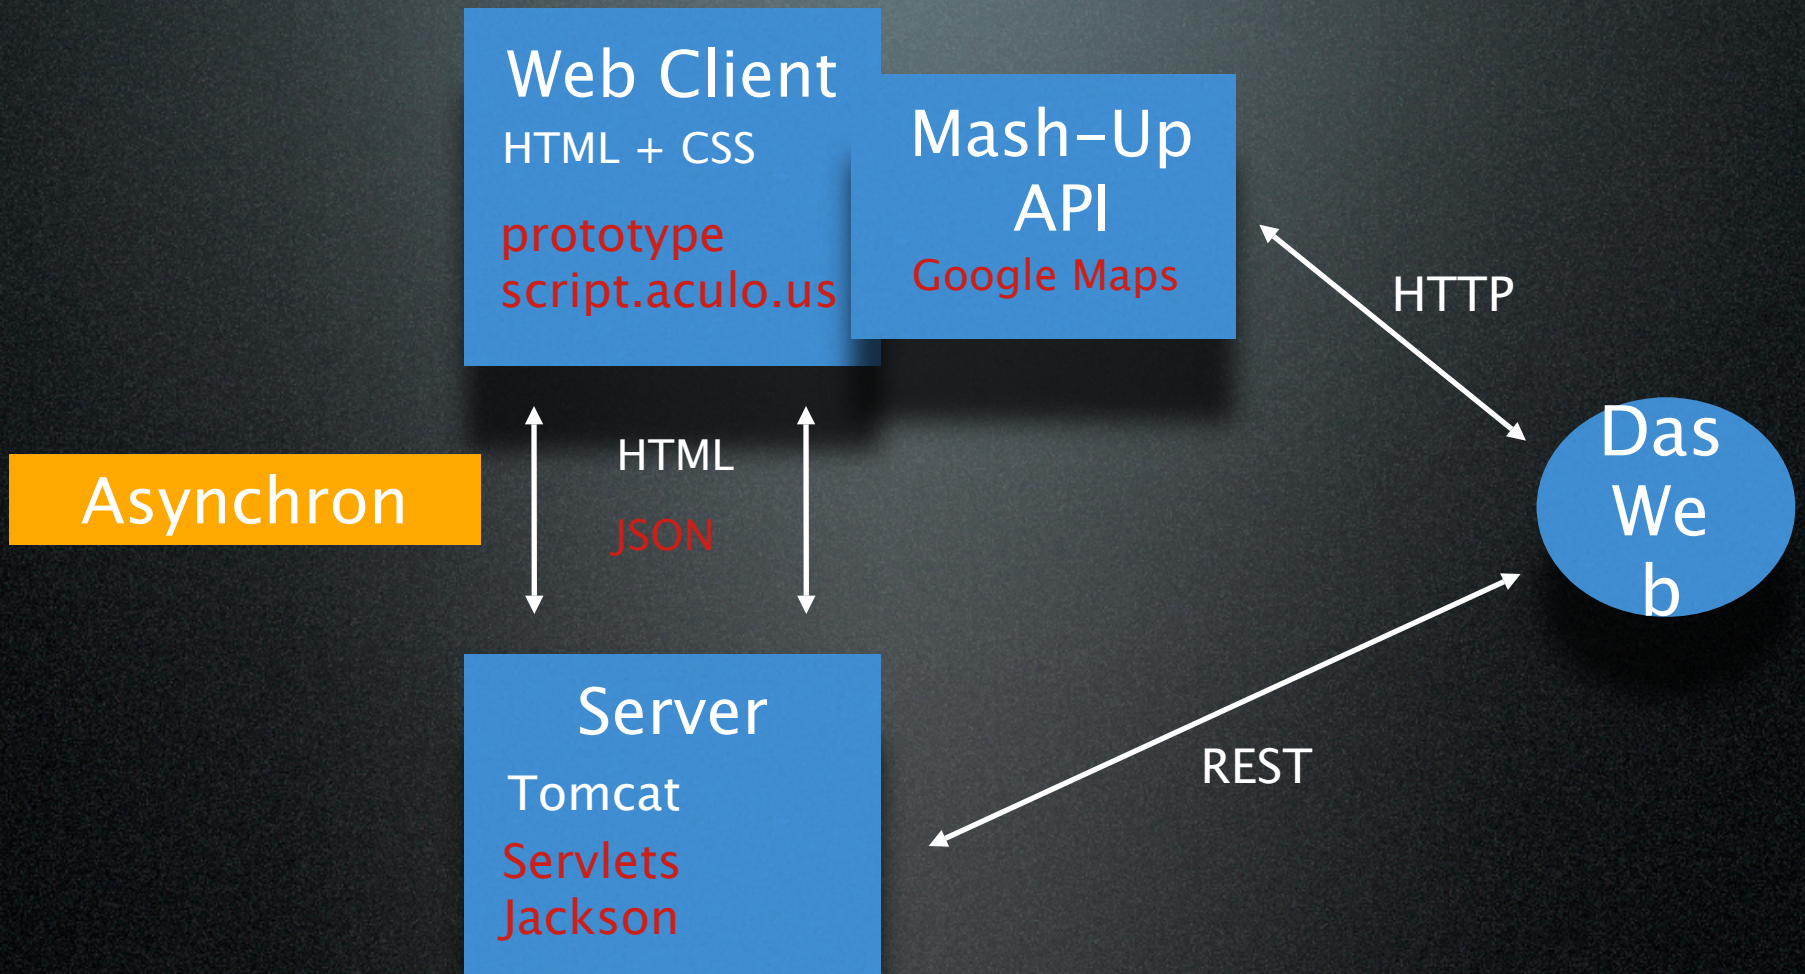 Web Client
HTML + CSS
prototype
script.aculo.us
Mash-Up
API
Google Maps
HTTP
Das
We
b
Asynchron
HTML
JSON
Server
Tomcat
Servlets
Jackson
REST